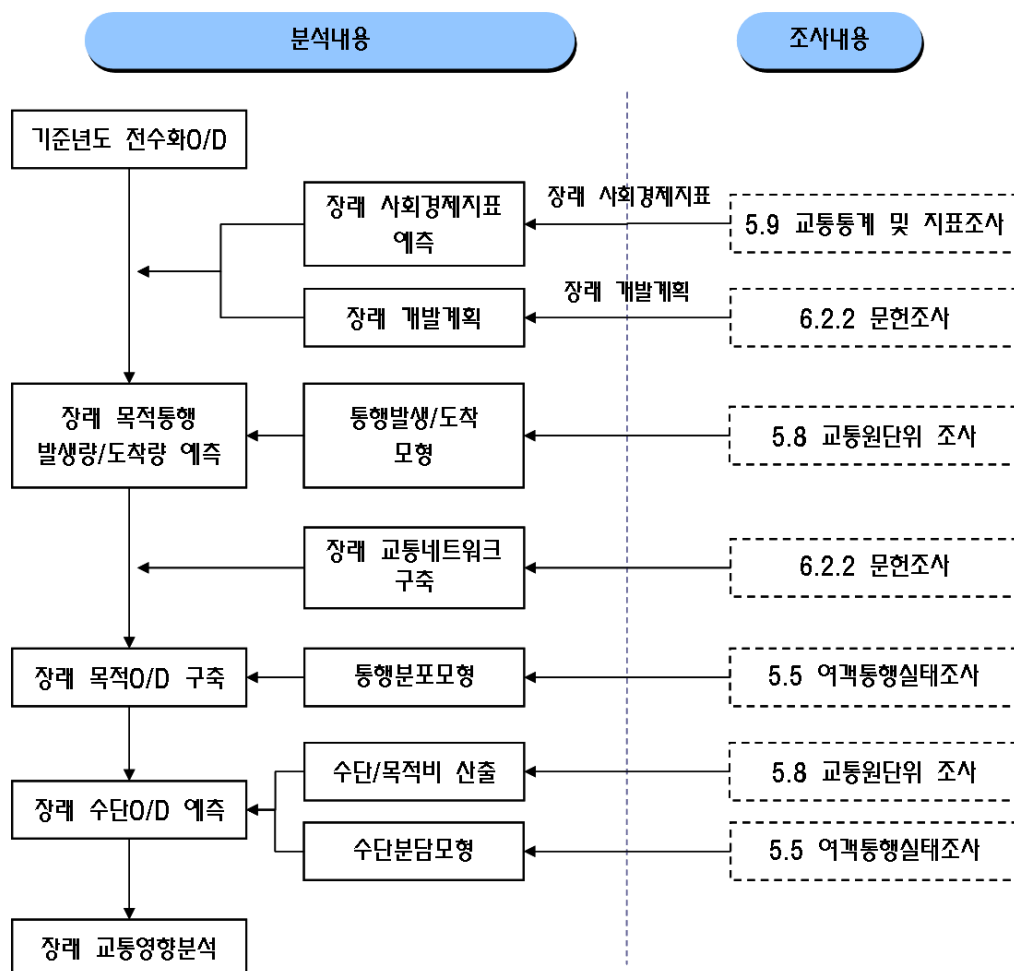 분석내용
조사내용
기준년도 전수화O/D
장래 사회경제지표
예측
장래 사회경제지표
5.9 교통통계 및 지표조사
장래 개발계획
장래 개발계획
6.2.2 문헌조사
장래 목적통행
발생량/도착량 예측
통행발생/도착
모형
5.8 교통원단위 조사
장래 교통네트워크
구축
6.2.2 문헌조사
장래 목적O/D 구축
통행분포모형
5.5 여객통행실태조사
수단/목적비 산출
5.8 교통원단위 조사
장래 수단O/D 예측
수단분담모형
5.5 여객통행실태조사
장래 교통영향분석